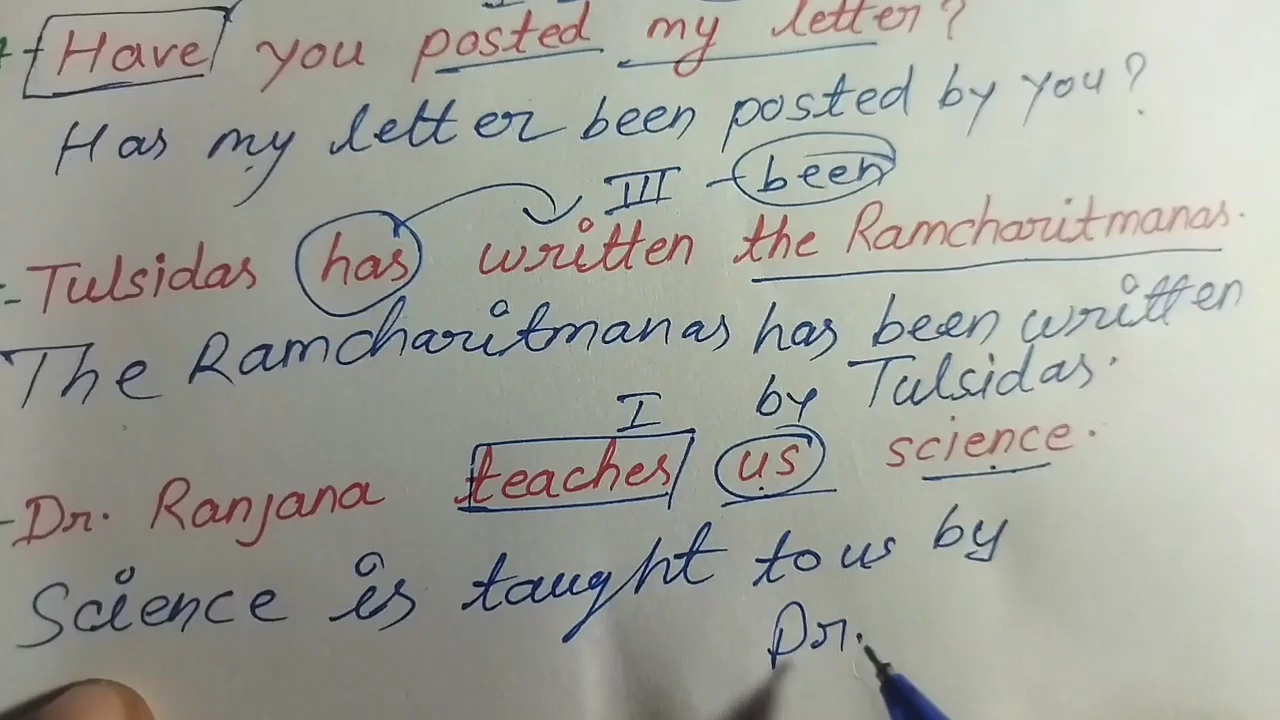 Have you posted my letter?
Has my letter been posted by you?
III - been
Tulsidas has written the Ramcharitmanas.
The Ramcharitmanas has been written
by Tulsidas.
I
Dr. Ranjana teaches us science.
Science is taught to us by
Dr.